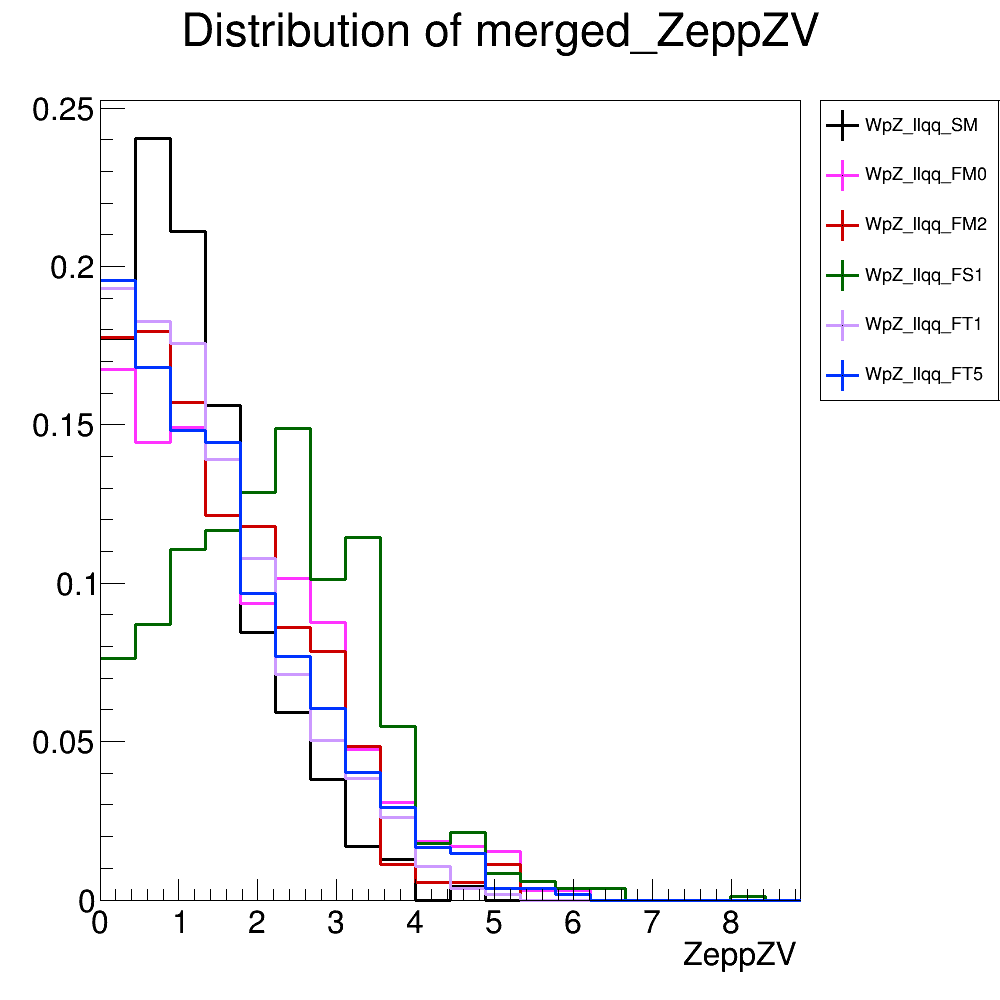 Distribution of merged_ZeppZV
0.25
0.2
0.15
0.1
0.05
0
0 1 2 3 4 5 6 7 8
ZeppZV
WpZ_llqq_SM
WpZ_llqq_FM0
WpZ_llqq_FM2
WpZ_llqq_FS1
WpZ_llqq_FT1
WpZ_llqq_FT5